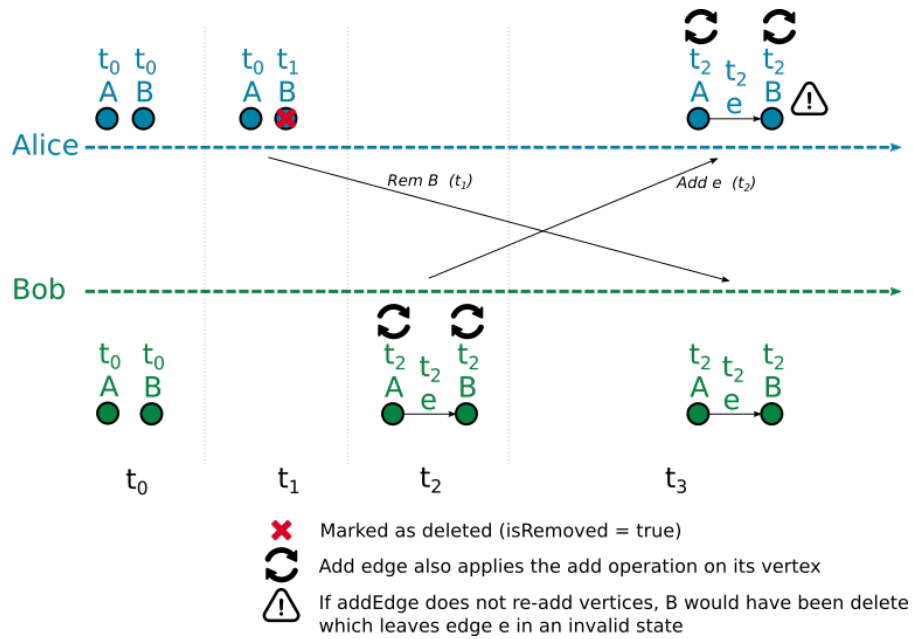 t0 t0
A B
t0 t1
A B
t2 t2 t2
A e B
Alice
Rem B (t1)
Add e (t2)
Bob
t0 t0
A B
t2 t2 t2
A e B
t2 t2 t2
A e B
t0 t1 t2 t3
Marked as deleted (isRemoved = true)
Add edge also applies the add operation on its vertex
If addEdge does not re-add vertices, B would have been delete
which leaves edge e in an invalid state